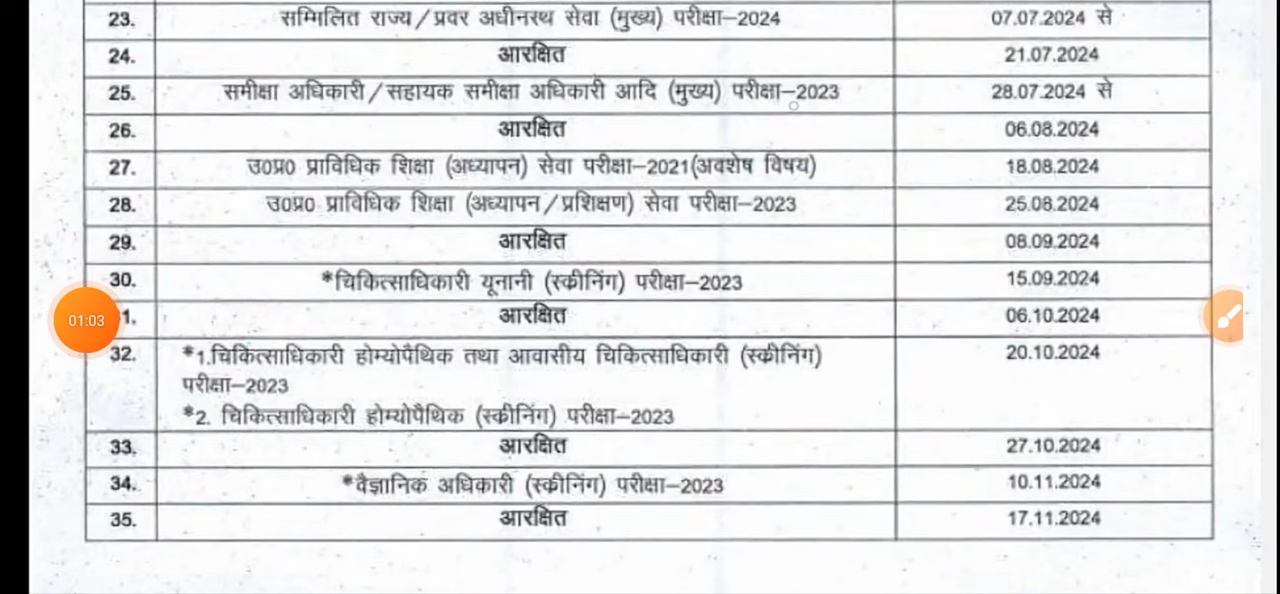 23. सम्मिलित राज्य/प्रवर अधीनस्थ सेवा (मुख्य) परीक्षा–2024 07.07.2024 से
24. आरक्षित 21.07.2024
25. समीक्षा अधिकारी/सहायक समीक्षा अधिकारी आदि (मुख्य) परीक्षा–2023 28.07.2024 से
26. आरक्षित 06.08.2024
27. उ0प्र0 प्राविधिक शिक्षा (अध्यापन) सेवा परीक्षा–2021(अवशेष विषय) 18.08.2024
28. उ0प्र0 प्राविधिक शिक्षा (अध्यापन/प्रशिक्षण) सेवा परीक्षा–2023 25.08.2024
29. आरक्षित 08.09.2024
30. *चिकित्साधिकारी यूनानी (स्क्रीनिंग) परीक्षा–2023 15.09.2024
01:03 1. आरक्षित 06.10.2024
32. *1.चिकित्साधिकारी होम्योपैथिक तथा आवासीय चिकित्साधिकारी (स्क्रीनिंग) 20.10.2024
परीक्षा–2023
*2. चिकित्साधिकारी होम्योपैथिक (स्क्रीनिंग) परीक्षा–2023
33. आरक्षित 27.10.2024
34. *वैज्ञानिक अधिकारी (स्क्रीनिंग) परीक्षा–2023 10.11.2024
35. आरक्षित 17.11.2024